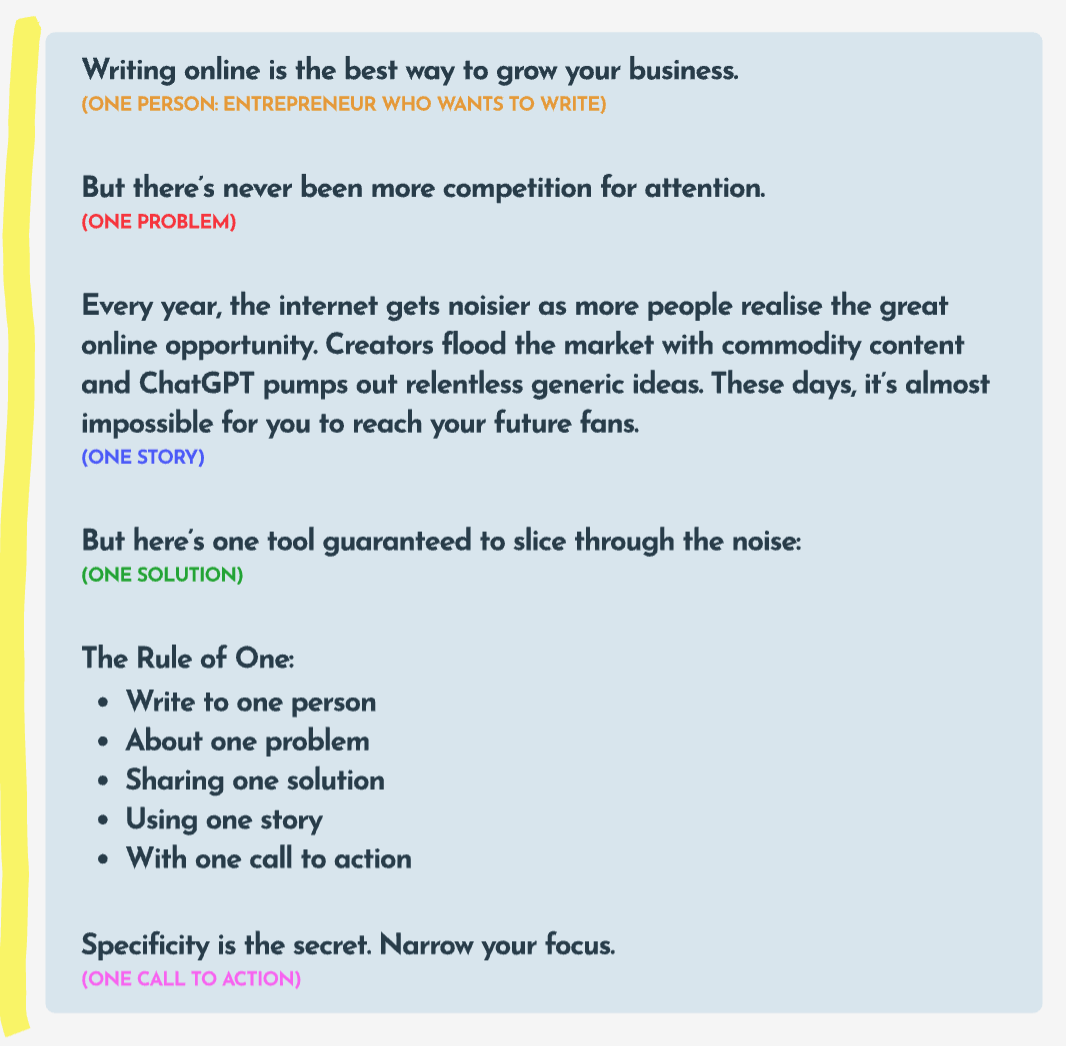 Writing online is the best way to grow your business.
(ONE PERSON: ENTREPRENEUR WHO WANTS TO WRITE)
But there's never been more competition for attention.
(ONE PROBLEM)
Every year, the internet gets noisier as more people realise the great
online opportunity. Creators flood the market with commodity content
and ChatGPT pumps out relentless generic ideas. These days, it's almost
impossible for you to reach your future fans.
(ONE STORY)
But here's one tool guaranteed to slice through the noise:
(ONE SOLUTION)
The Rule of One:
• Write to one person
• About one problem
• Sharing one solution
• Using one story
• With one call to action
Specificity is the secret. Narrow your focus.
(ONE CALL TO ACTION)